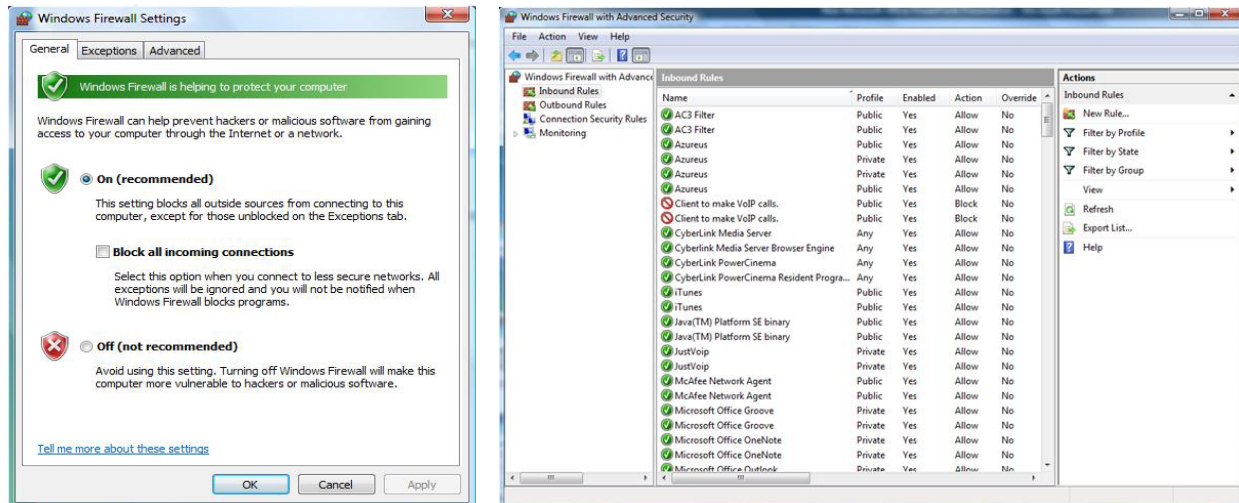 Windows Firewall Settings
General Exceptions Advanced
Windows Firewall is helping to protect your computer
Windows Firewall can help prevent hackers or malicious software from gaining
access to your computer through the Internet or a network.
On (recommended)
This setting blocks all outside sources from connecting to this
computer, except for those unblocked on the Exceptions tab.
Block all incoming connections
Select this option when you connect to less secure networks. All
exceptions will be ignored and you will not be notified when
Windows Firewall blocks programs.
Off (not recommended)
Avoid using this setting. Turning off Windows Firewall will make this
computer more vulnerable to hackers or malicious software.
Tell me more about these settings
OK Cancel Apply
Windows Firewall with Advanced Security
File Action View Help
Windows Firewall with Advance
Inbound Rules
Outbound Rules
Connection Security Rules
Monitoring
Inbound Rules
Name Profile Enabled Action Override
AC3 Filter Public Yes Allow No
AC3 Filter Public Yes Allow No
Azureus Public Yes Allow No
Azureus Private Yes Allow No
Azureus Private Yes Allow No
Azureus Public Yes Allow No
Client to make VoIP calls. Public Yes Block No
Client to make VoIP calls. Public Yes Block No
CyberLink Media Server Any Yes Allow No
Cyberlink Media Server Browser Engine Any Yes Allow No
CyberLink PowerCinema Any Yes Allow No
CyberLink PowerCinema Resident Progra... Any Yes Allow No
iTunes Public Yes Allow No
iTunes Public Yes Allow No
Java(TM) Platform SE binary Public Yes Allow No
Java(TM) Platform SE binary Public Yes Allow No
JustVoip Private Yes Allow No
JustVoip Private Yes Allow No
McAfee Network Agent Public Yes Allow No
McAfee Network Agent Public Yes Allow No
Microsoft Office Groove Private Yes Allow No
Microsoft Office Groove Private Yes Allow No
Microsoft Office OneNote Private Yes Allow No
Microsoft Office OneNote Private Yes Allow No
Microsoft Office Outlook Private Yes Allow No
Actions
Inbound Rules
New Rule...
Filter by Profile
Filter by State
Filter by Group
View
Refresh
Export List...
Help